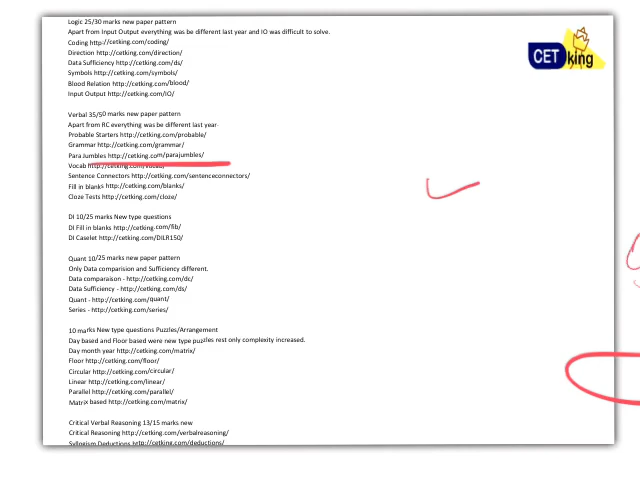 Logic 25/30 marks new paper pattern
Apart from Input Output everything was be different last year and IO was difficult to solve.
Coding http://cetking.com/coding/
Direction http://cetking.com/direction/
Data Sufficiency http://cetking.com/ds/
Symbols http://cetking.com/symbols/
Blood Relation http://cetking.com/blood/
Input Output http://cetking.com/IO/
CET king
Verbal 35/50 marks new paper pattern
Apart from RC everything was be different last year
Probable Starters http://cetking.com/probable/
Grammar http://cetking.com/grammar/
Para Jumbles http://cetking.com/parajumbles/
Vocab http://cetking.com/vocab/
Sentence Connectors http://cetking.com/sentenceconnectors/
Fill in blanks http://cetking.com/blanks/
Cloze Tests http://cetking.com/cloze/
DI 10/25 marks New type questions
DI Fill in blanks http://cetking.com/fib/
DI Caselet http://cetking.com/DILR150/
Quant 10/25 marks new paper pattern
Only Data comparision and Sufficiency different.
Data comparaison - http://cetking.com/dc/
Data Sufficiency - http://cetking.com/ds/
Quant - http://cetking.com/quant/
Series - http://cetking.com/series/
10 marks New type questions Puzzles/Arrangement
Day based and Floor based were new type puzzles rest only complexity increased.
Day month year http://cetking.com/matrix/
Floor http://cetking.com/floor/
Circular http://cetking.com/circular/
Linear http://cetking.com/linear/
Parallel http://cetking.com/parallel/
Matrix based http://cetking.com/matrix/
Critical Verbal Reasoning 13/15 marks new
Critical Reasoning http://cetking.com/verbalreasoning/
Syllogism Deductions http://cetking.com/deductions/